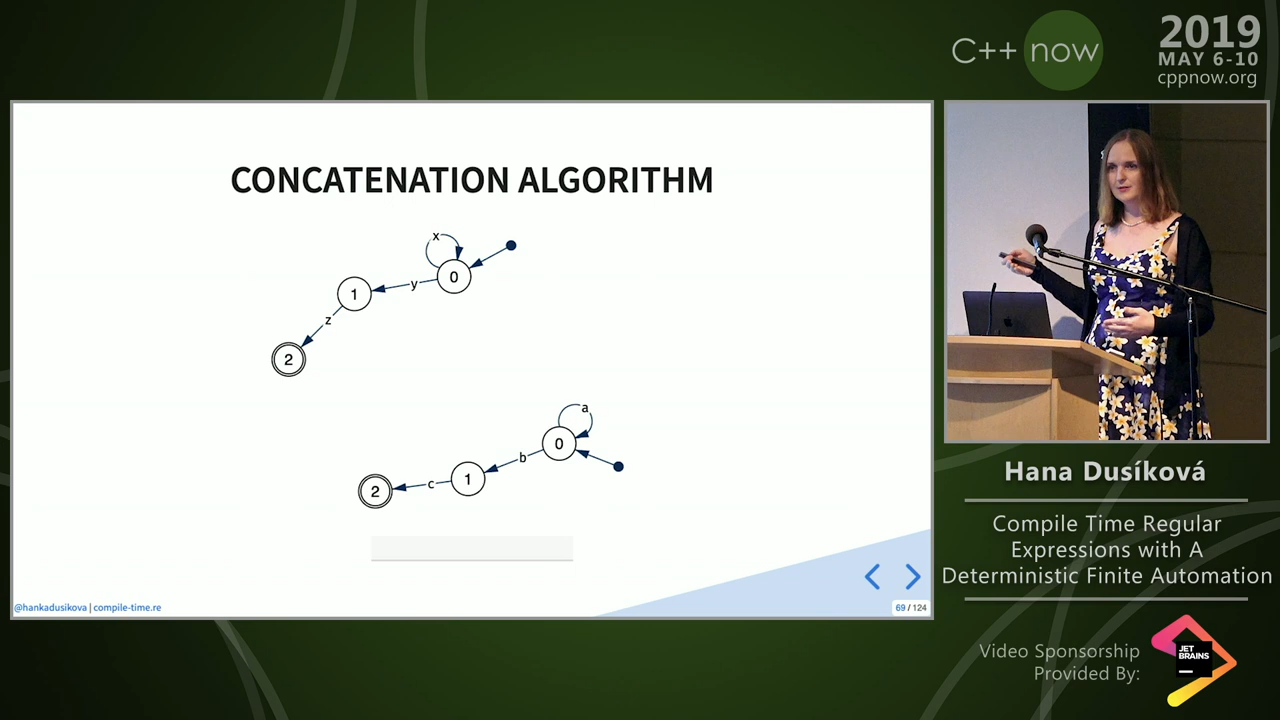 C++ now
2019
MAY 6-10
cppnow.org
CONCATENATION ALGORITHM
x
0
y
1
z
2
a
0
b
1
c
2
@hankadusikova | compile-time.re
69 / 124
Hana Dusíková
Compile Time Regular
Expressions with A
Deterministic Finite Automation
Video Sponsorship
Provided By:
JET
BRAINS